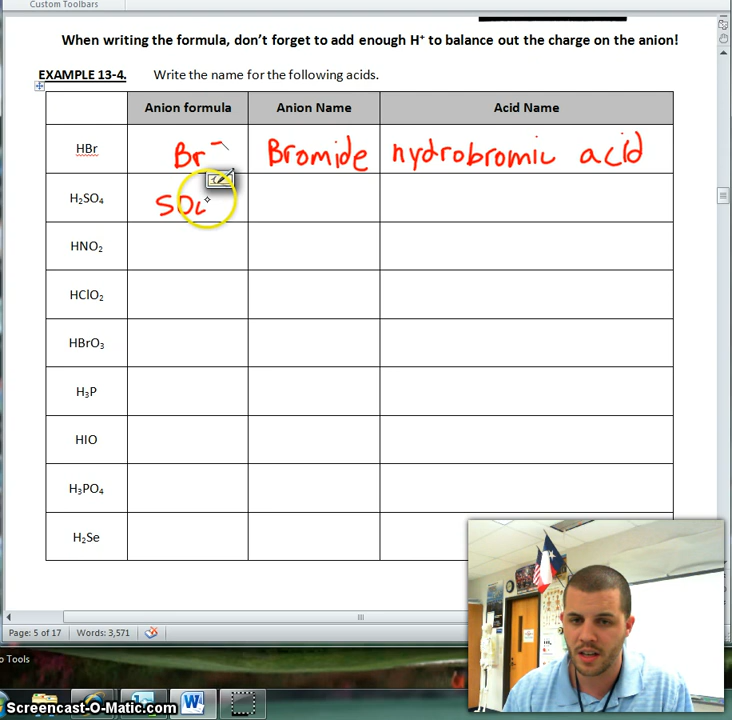 Custom Toolbars
When writing the formula, don't forget to add enough H⁺ to balance out the charge on the anion!
EXAMPLE 13-4. Write the name for the following acids.
Anion formula Anion Name Acid Name
HBr Br⁻ Bromide hydrobromic acid
H₂SO₄ SO
HNO₂
HClO₂
HBrO₃
H₃P
HIO
H₃PO₄
H₂Se
Page: 5 of 17 Words: 3,571
o Tools
Screencast-O-Matic.com